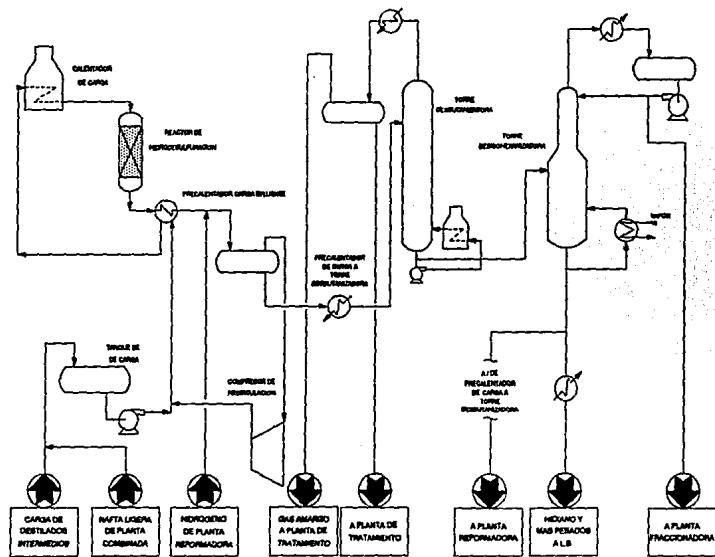 CALENTADOR
DE CARGA
REACTOR DE
HIDRODESULFURACION
PRECALENTADOR CARGA EFLUENTE
TORRE
DESBUTANIZADORA
TORRE
DESISOHEXANIZADORA
VAPOR
PRECALENTADOR
DE CARGA A
TORRE
DESBUTANIZADORA
TANQUE DE
DE CARGA
COMPRESOR DE
RECIRCULACION
A / DE
PRECALENTADOR
DE CARGA A
TORRE
DESBUTANIZADORA
CARGA DE
DESTILADOS
INTERMEDIOS
NAFTA LIGERA
DE PLANTA
COMBINADA
HIDROGENO
DE PLANTA
REFORMADORA
GAS AMARGO
A PLANTA DE
TRATAMIENTO
A PLANTA DE
TRATAMIENTO
A PLANTA
REFORMADORA
HEXANO Y
MAS PESADOS
A L.B.
A PLANTA
FRACCIONADORA